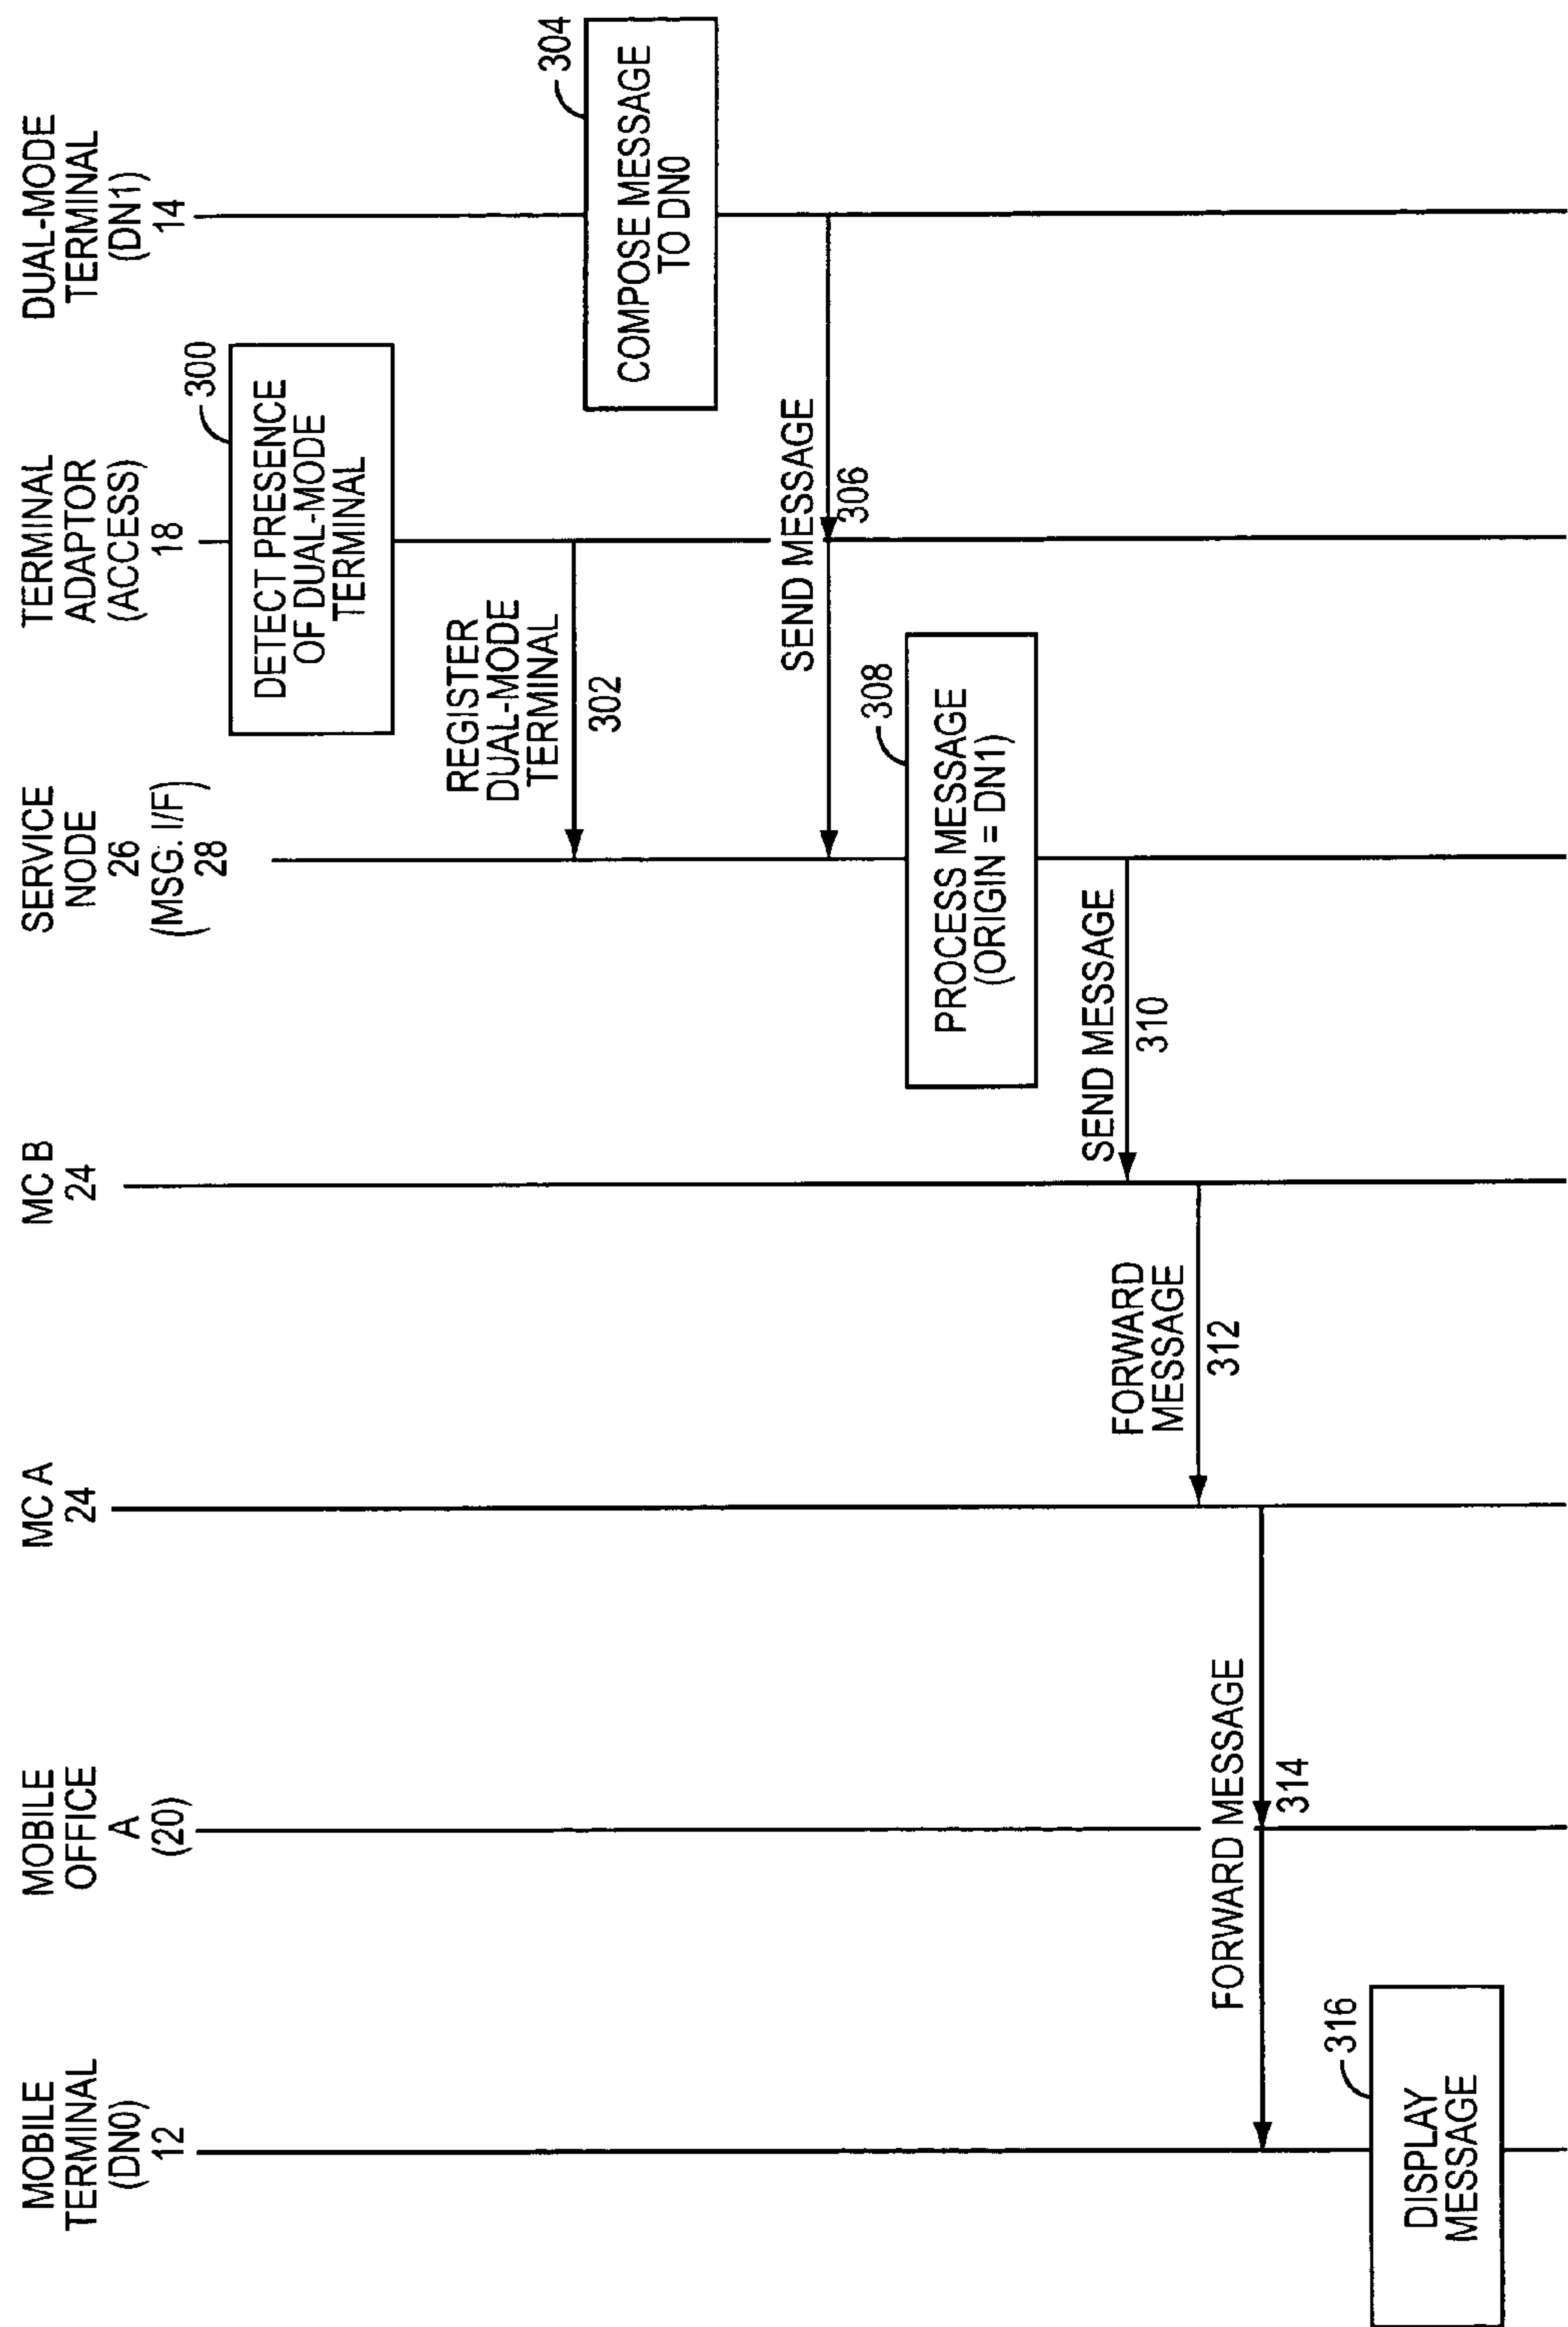 MOBILE
TERMINAL
(DN0)
12
MOBILE
OFFICE
A
(20)
MC A
24
MC B
24
SERVICE
NODE
26
(MSG. I/F)
28
TERMINAL
ADAPTOR
(ACCESS)
18
DUAL-MODE
TERMINAL
(DN1)
14
300
DETECT PRESENCE
OF DUAL-MODE
TERMINAL
REGISTER
DUAL-MODE
TERMINAL
302
304
COMPOSE MESSAGE
TO DN0
SEND MESSAGE
306
308
PROCESS MESSAGE
(ORIGIN = DN1)
SEND MESSAGE
310
FORWARD
MESSAGE
312
FORWARD MESSAGE
314
316
DISPLAY
MESSAGE